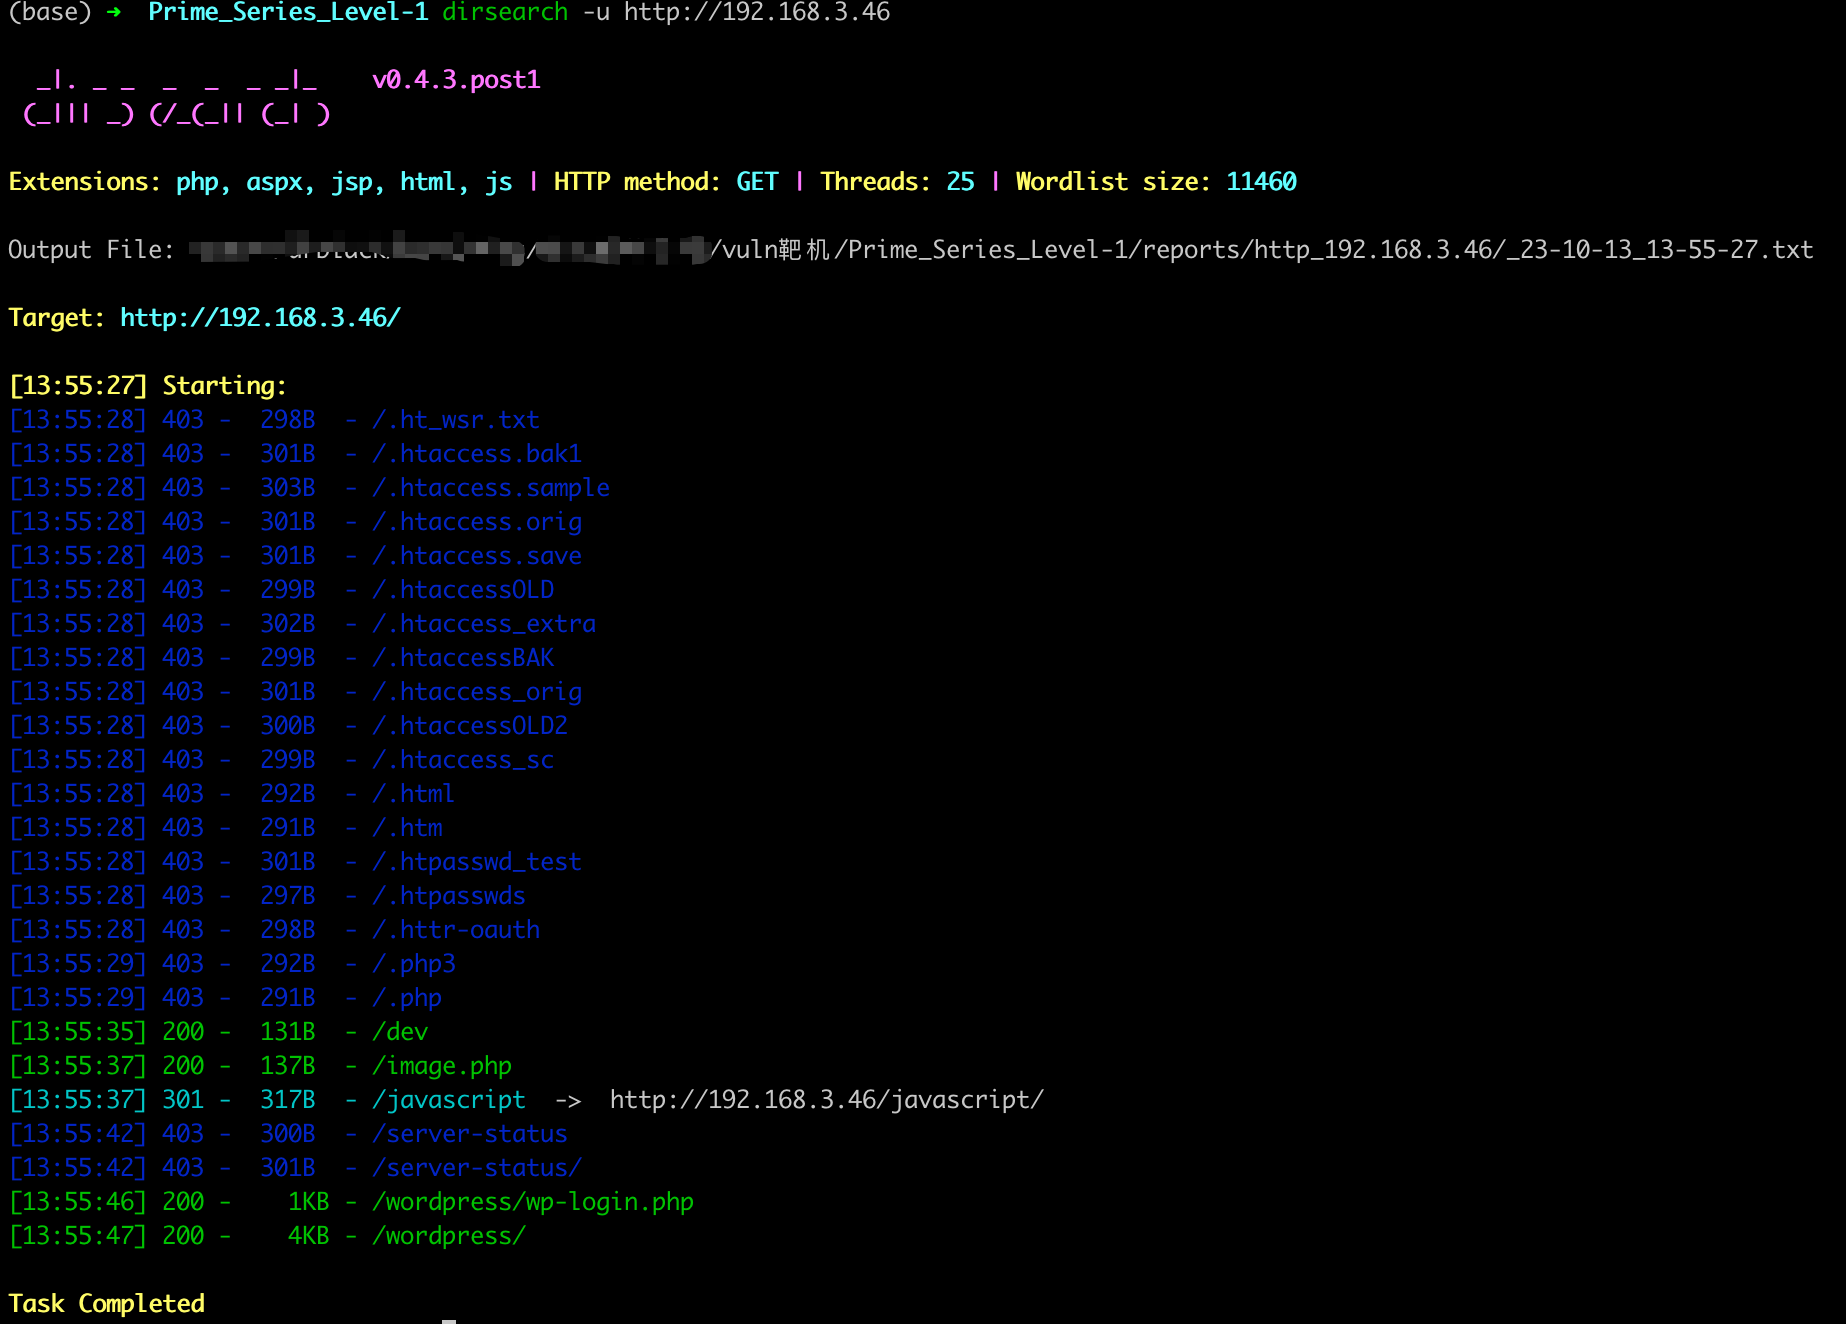 (base) ➜ Prime_Series_Level-1 dirsearch -u http://192.168.3.46
_|. _ _  _  _  _ _|_    v0.4.3.post1
(_||| _) (/_(_|| (_| )
Extensions: php, aspx, jsp, html, js | HTTP method: GET | Threads: 25 | Wordlist size: 11460
Output File: /vuln靶机/Prime_Series_Level-1/reports/http_192.168.3.46/_23-10-13_13-55-27.txt
Target: http://192.168.3.46/
[13:55:27] Starting:
[13:55:28] 403 -  298B  - /.ht_wsr.txt
[13:55:28] 403 -  301B  - /.htaccess.bak1
[13:55:28] 403 -  303B  - /.htaccess.sample
[13:55:28] 403 -  301B  - /.htaccess.orig
[13:55:28] 403 -  301B  - /.htaccess.save
[13:55:28] 403 -  299B  - /.htaccessOLD
[13:55:28] 403 -  302B  - /.htaccess_extra
[13:55:28] 403 -  299B  - /.htaccessBAK
[13:55:28] 403 -  301B  - /.htaccess_orig
[13:55:28] 403 -  300B  - /.htaccessOLD2
[13:55:28] 403 -  299B  - /.htaccess_sc
[13:55:28] 403 -  292B  - /.html
[13:55:28] 403 -  291B  - /.htm
[13:55:28] 403 -  301B  - /.htpasswd_test
[13:55:28] 403 -  297B  - /.htpasswds
[13:55:28] 403 -  298B  - /.httr-oauth
[13:55:29] 403 -  292B  - /.php3
[13:55:29] 403 -  291B  - /.php
[13:55:35] 200 -  131B  - /dev
[13:55:37] 200 -  137B  - /image.php
[13:55:37] 301 -  317B  - /javascript  ->  http://192.168.3.46/javascript/
[13:55:42] 403 -  300B  - /server-status
[13:55:42] 403 -  301B  - /server-status/
[13:55:46] 200 -    1KB - /wordpress/wp-login.php
[13:55:47] 200 -    4KB - /wordpress/
Task Completed